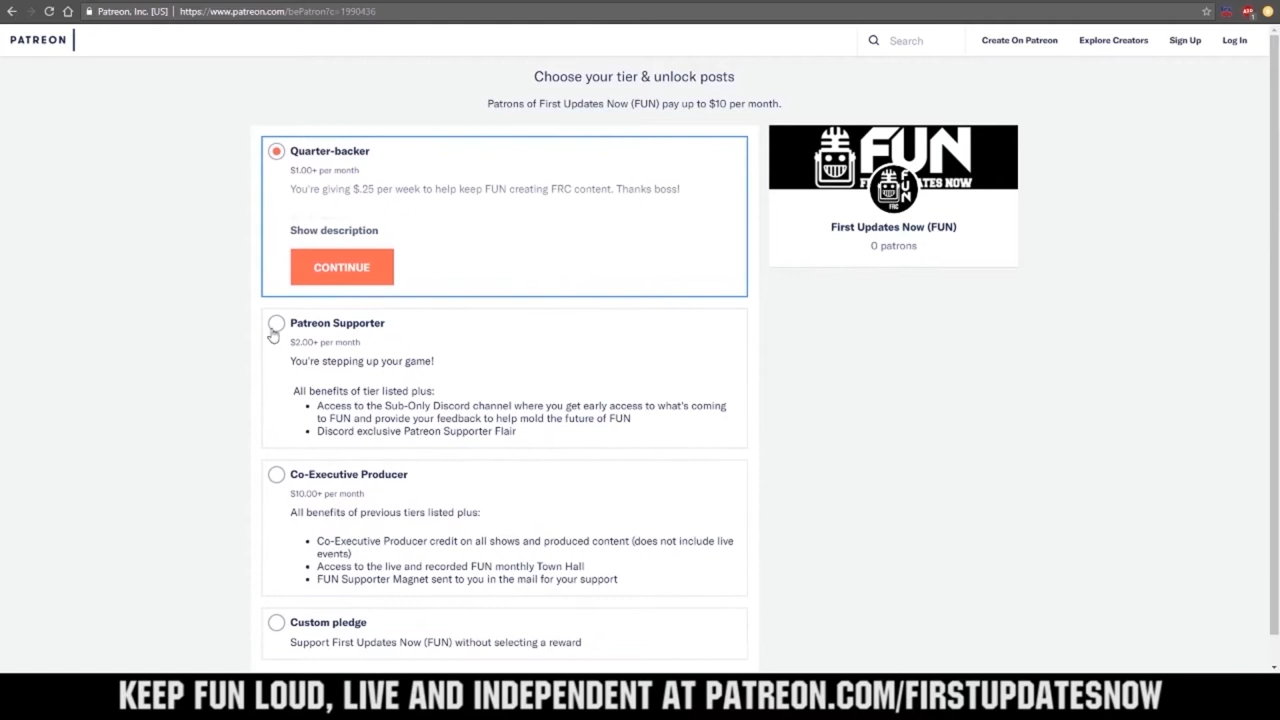 Patreon, Inc. [US] | https://www.patreon.com/bePatron?c=1990436
PATREON
Search
Create On Patreon
Explore Creators
Sign Up
Log In
Choose your tier & unlock posts
Patrons of First Updates Now (FUN) pay up to $10 per month.
Quarter-backer
$1.00+ per month
You're giving $.25 per week to help keep FUN creating FRC content. Thanks boss!
Show description
CONTINUE
Patreon Supporter
$2.00+ per month
You're stepping up your game!
All benefits of tier listed plus:
• Access to the Sub-Only Discord channel where you get early access to what's coming
to FUN and provide your feedback to help mold the future of FUN
• Discord exclusive Patreon Supporter Flair
Co-Executive Producer
$10.00+ per month
All benefits of previous tiers listed plus:
• Co-Executive Producer credit on all shows and produced content (does not include live
events)
• Access to the live and recorded FUN monthly Town Hall
• FUN Supporter Magnet sent to you in the mail for your support
Custom pledge
Support First Updates Now (FUN) without selecting a reward
FUN
TES NOW
FUN
FRC
First Updates Now (FUN)
0 patrons
KEEP FUN LOUD, LIVE AND INDEPENDENT AT PATREON.COM/FIRSTUPDATESNOW